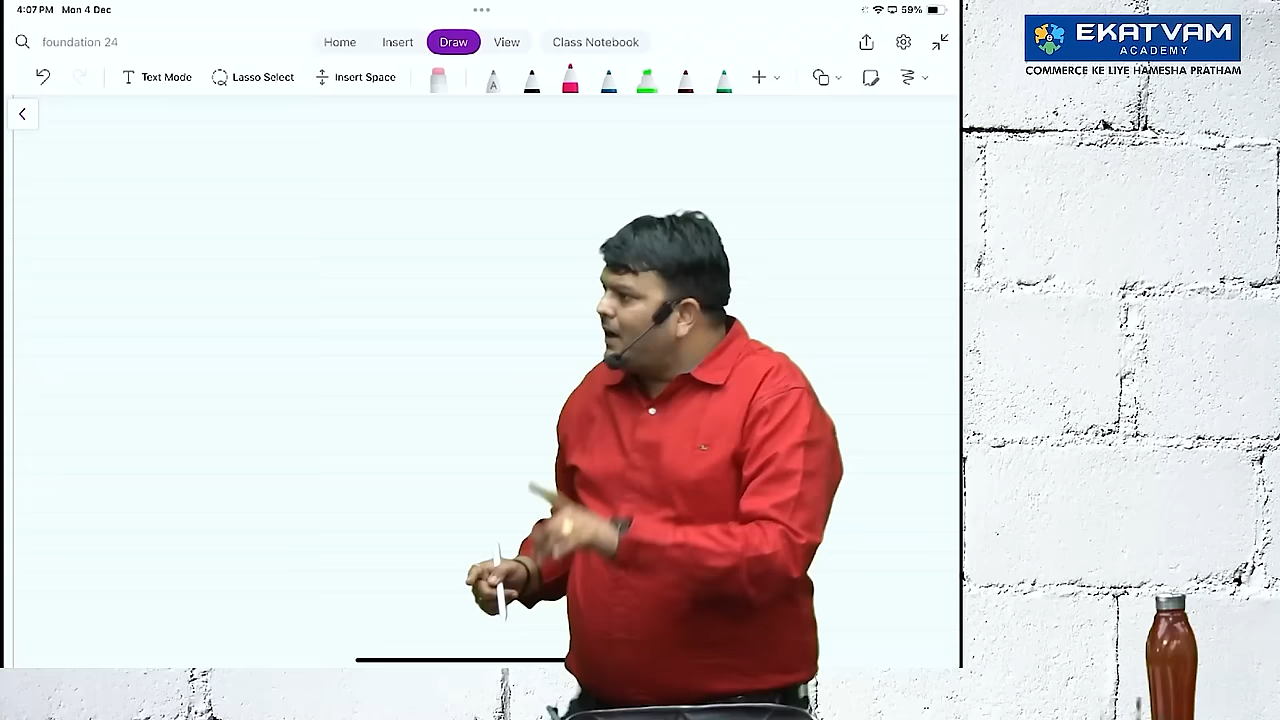 4:07 PM Mon 4 Dec
59%
foundation 24
Home Insert Draw View Class Notebook
Text Mode Lasso Select Insert Space
A
EKATVAM
ACADEMY
COMMERCE KE LIYE HAMESHA PRATHAM